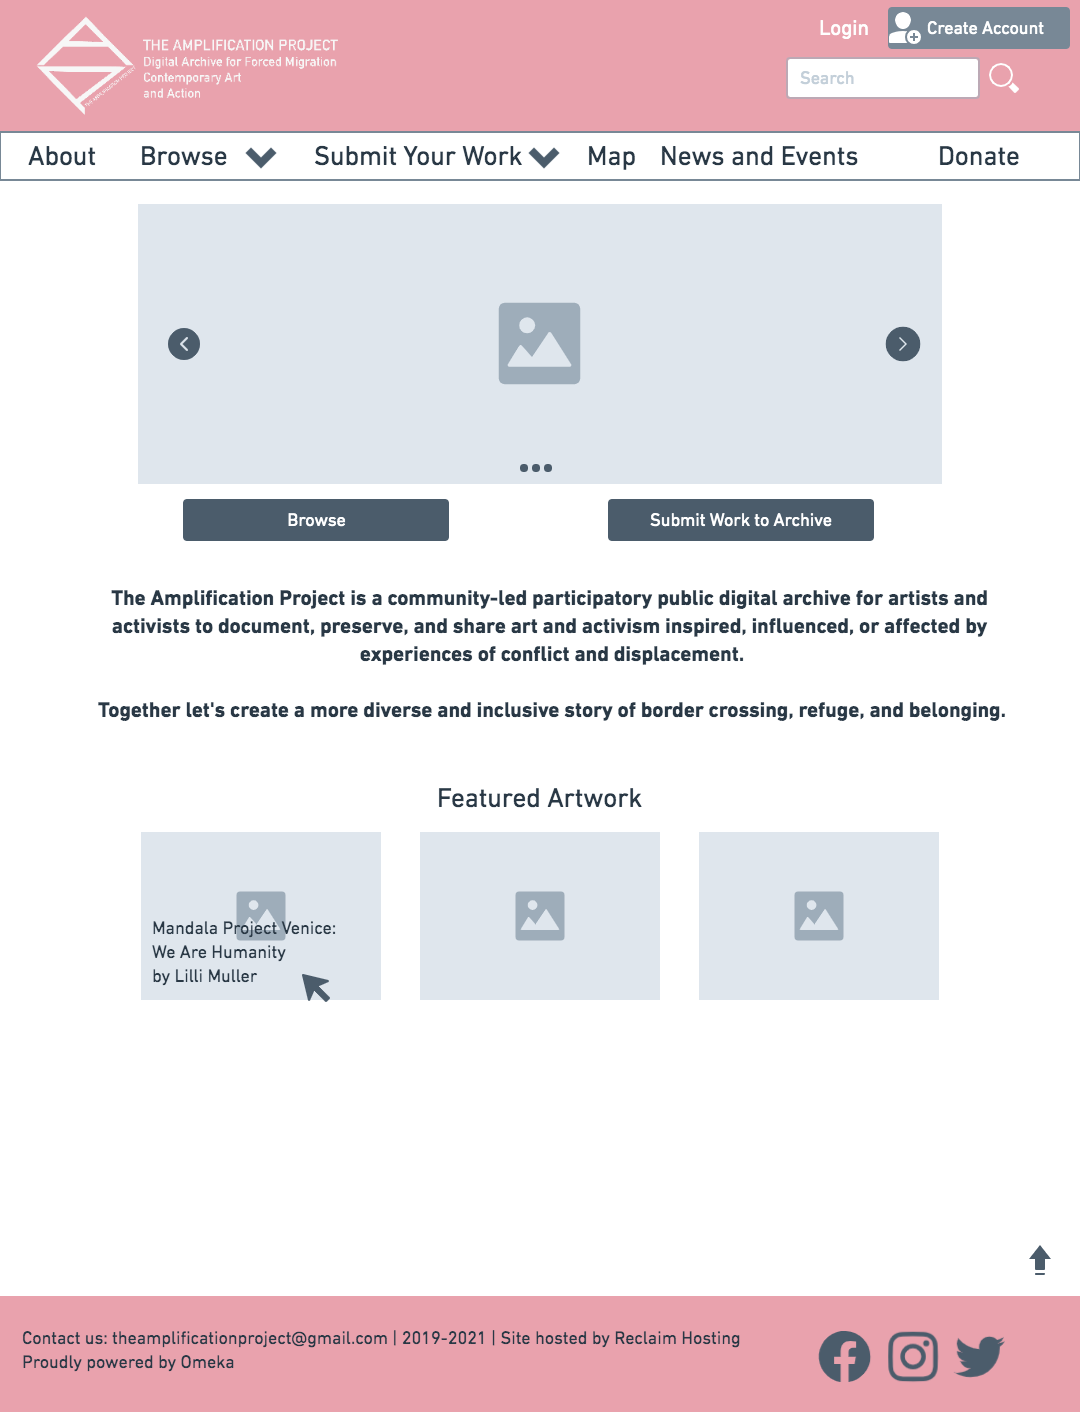 Login
Create Account
THE AMPLIFICATION PROJECT
Digital Archive for Forced Migration
Contemporary Art
and Action
THE AMPLIFICATION PROJECT
Search
About Browse Submit Your Work Map News and Events Donate
Browse
Submit Work to Archive
The Amplification Project is a community-led participatory public digital archive for artists and
activists to document, preserve, and share art and activism inspired, influenced, or affected by
experiences of conflict and displacement.
Together let's create a more diverse and inclusive story of border crossing, refuge, and belonging.
Featured Artwork
Mandala Project Venice:
We Are Humanity
by Lilli Muller
Contact us: theamplificationproject@gmail.com | 2019-2021 | Site hosted by Reclaim Hosting
Proudly powered by Omeka